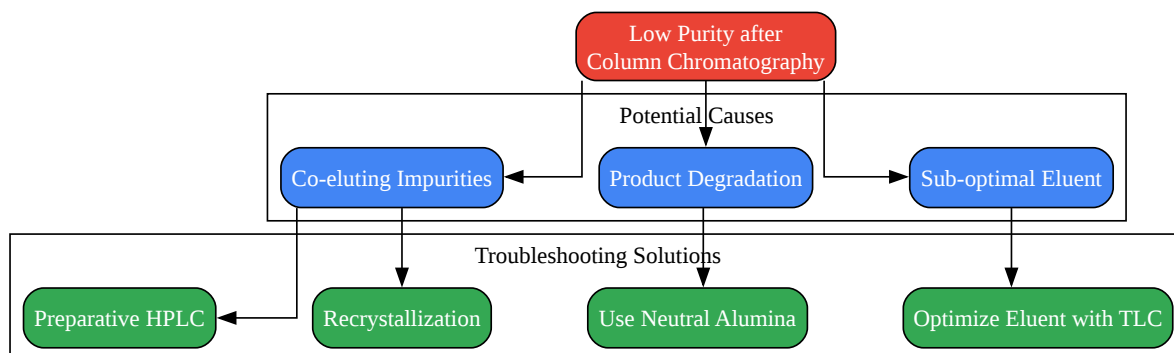 Low Purity after
Column Chromatography
Potential Causes
Co-eluting Impurities
Product Degradation
Sub-optimal Eluent
Troubleshooting Solutions
Preparative HPLC
Recrystallization
Use Neutral Alumina
Optimize Eluent with TLC